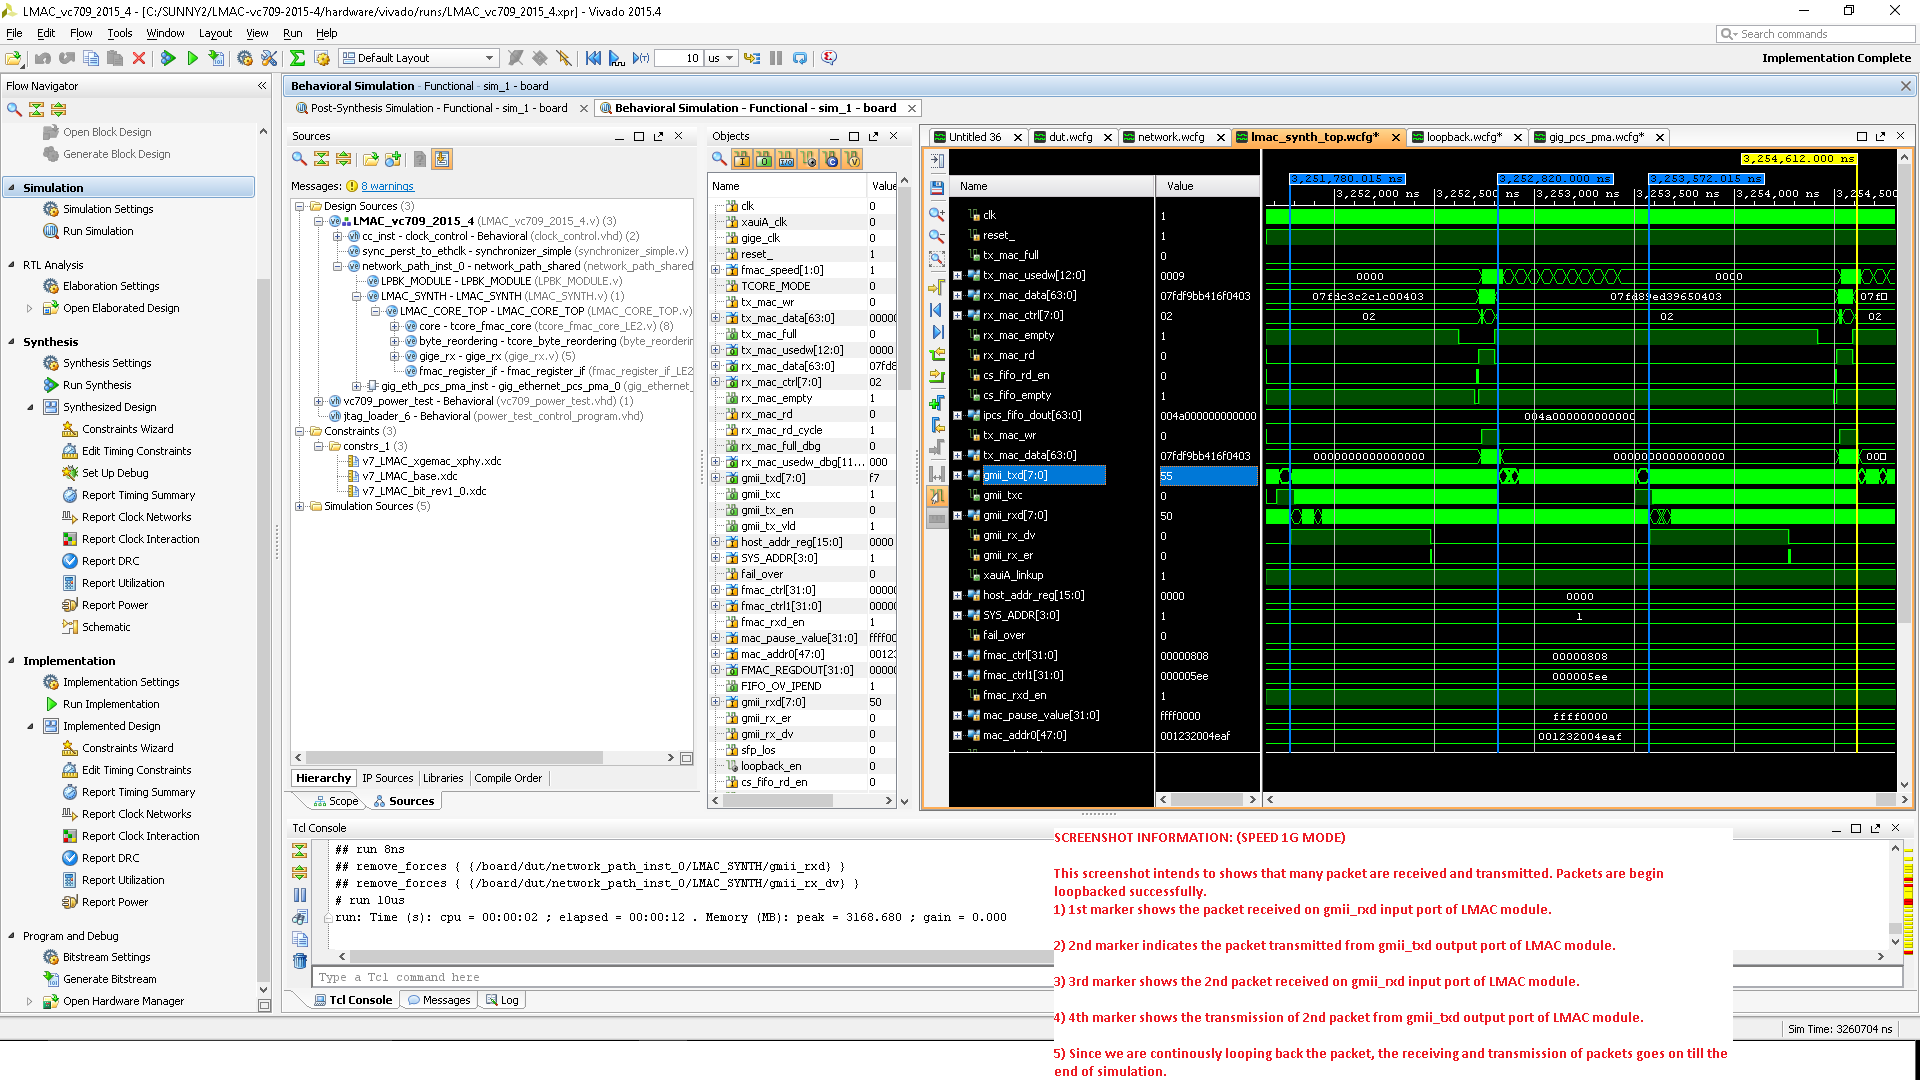 LMAC_vc709_2015_4 - [C:/SUNNY2/LMAC-vc709-2015-4/hardware/vivado/runs/LMAC_vc709_2015_4.xpr] - Vivado 2015.4
File Edit Flow Tools Window Layout View Run Help
Search commands
Default Layout
10 us
Implementation Complete
Flow Navigator
Open Block Design
Generate Block Design
Simulation
Simulation Settings
Run Simulation
RTL Analysis
Elaboration Settings
Open Elaborated Design
Synthesis
Synthesis Settings
Run Synthesis
Synthesized Design
Constraints Wizard
Edit Timing Constraints
Set Up Debug
Report Timing Summary
Report Clock Networks
Report Clock Interaction
Report DRC
Report Utilization
Report Power
Schematic
Implementation
Implementation Settings
Run Implementation
Implemented Design
Constraints Wizard
Edit Timing Constraints
Report Timing Summary
Report Clock Networks
Report Clock Interaction
Report DRC
Report Utilization
Report Power
Program and Debug
Bitstream Settings
Generate Bitstream
Open Hardware Manager
Behavioral Simulation - Functional - sim_1 - board
Post-Synthesis Simulation - Functional - sim_1 - board
Behavioral Simulation - Functional - sim_1 - board
Sources
Messages: 8 warnings
Design Sources (3)
LMAC_vc709_2015_4 (LMAC_vc709_2015_4.v) (3)
cc_inst - clock_control - Behavioral (clock_control.vhd) (2)
sync_perst_to_ethclk - synchronizer_simple (synchronizer_simple.v)
network_path_inst_0 - network_path_shared (network_path_shared
LPBK_MODULE - LPBK_MODULE (LPBK_MODULE.v)
LMAC_SYNTH - LMAC_SYNTH (LMAC_SYNTH.v) (1)
LMAC_CORE_TOP - LMAC_CORE_TOP (LMAC_CORE_TOP.v)
core - tcore_fmac_core (tcore_fmac_core_LE2.v) (8)
byte_reordering - tcore_byte_reordering (byte_reorderin
gige_rx - gige_rx (gige_rx.v) (5)
fmac_register_if - fmac_register_if (fmac_register_if_LE2
gig_eth_pcs_pma_inst - gig_ethernet_pcs_pma_0 (gig_ethernet_
vc709_power_test - Behavioral (vc709_power_test.vhd) (1)
jtag_loader_6 - Behavioral (power_test_control_program.vhd)
Constraints (3)
constrs_1 (3)
v7_LMAC_xgemac_xphy.xdc
v7_LMAC_base.xdc
v7_LMAC_bit_rev1_0.xdc
Simulation Sources (5)
Hierarchy IP Sources Libraries Compile Order
Scope Sources
Objects
Name Value
clk 0
xauiA_clk 0
gige_clk 0
reset_ 1
fmac_speed[1:0] 1
TCORE_MODE 0
tx_mac_wr 0
tx_mac_data[63:0] 00000
tx_mac_full 0
tx_mac_usedw[12:0] 0000
rx_mac_data[63:0] 07fd8
rx_mac_ctrl[7:0] 02
rx_mac_empty 1
rx_mac_rd 0
rx_mac_rd_cycle 1
rx_mac_full_dbg 0
rx_mac_usedw_dbg[11... 000
gmii_txd[7:0] f7
gmii_txc 1
gmii_tx_en 0
gmii_tx_vld 1
host_addr_reg[15:0] 0000
SYS_ADDR[3:0] 1
fail_over 0
fmac_ctrl[31:0] 00000
fmac_ctrl1[31:0] 00000
fmac_rxd_en 1
mac_pause_value[31:0] ffff00
mac_addr0[47:0] 00123
FMAC_REGDOUT[31:0] 00000
FIFO_OV_IPEND 1
gmii_rxd[7:0] 50
gmii_rx_er 0
gmii_rx_dv 0
sfp_los 0
loopback_en 0
cs_fifo_rd_en 0
Untitled 36 dut.wcfg network.wcfg lmac_synth_top.wcfg* loopback.wcfg* gig_pcs_pma.wcfg*
3,254,612.000 ns
3,251,780.015 ns 3,252,820.000 ns 3,253,572.015 ns
3,252,000 ns 3,252,500 ns 3,253,000 ns 3,253,500 ns 3,254,000 ns 3,254,500
Name Value
clk 1
reset_ 1
tx_mac_full 0
tx_mac_usedw[12:0] 0009 0000 0000
rx_mac_data[63:0] 07fdf9bb416f0403 07fdc3c2c1c00403 07fd89ed39650403 07f
rx_mac_ctrl[7:0] 02 02 02 02
rx_mac_empty 1
rx_mac_rd 0
cs_fifo_rd_en 0
cs_fifo_empty 1
ipcs_fifo_dout[63:0] 004a000000000000 004a000000000000
tx_mac_wr 0
tx_mac_data[63:0] 07fdf9bb416f0403 0000000000000000 0000000000000000 00
gmii_txd[7:0] 55
gmii_txc 0
gmii_rxd[7:0] 50
gmii_rx_dv 0
gmii_rx_er 0
xauiA_linkup 1
host_addr_reg[15:0] 0000 0000
SYS_ADDR[3:0] 1 1
fail_over 0
fmac_ctrl[31:0] 00000808 00000808
fmac_ctrl1[31:0] 000005ee 000005ee
fmac_rxd_en 1
mac_pause_value[31:0] ffff0000 ffff0000
mac_addr0[47:0] 001232004eaf 001232004eaf
Tcl Console
## run 8ns
## remove_forces { {/board/dut/network_path_inst_0/LMAC_SYNTH/gmii_rxd} }
## remove_forces { {/board/dut/network_path_inst_0/LMAC_SYNTH/gmii_rx_dv} }
# run 10us
run: Time (s): cpu = 00:00:02 ; elapsed = 00:00:12 . Memory (MB): peak = 3168.680 ; gain = 0.000
Type a Tcl command here
Tcl Console Messages Log
SCREENSHOT INFORMATION: (SPEED 1G MODE)
This screenshot intends to shows that many packet are received and transmitted. Packets are begin
loopbacked successfully.
1) 1st marker shows the packet received on gmii_rxd input port of LMAC module.
2) 2nd marker indicates the packet transmitted from gmii_txd output port of LMAC module.
3) 3rd marker shows the 2nd packet received on gmii_rxd input port of LMAC module.
4) 4th marker shows the transmission of 2nd packet from gmii_txd output port of LMAC module.
5) Since we are continously looping back the packet, the receiving and transmission of packets goes on till the
end of simulation.
Sim Time: 3260704 ns